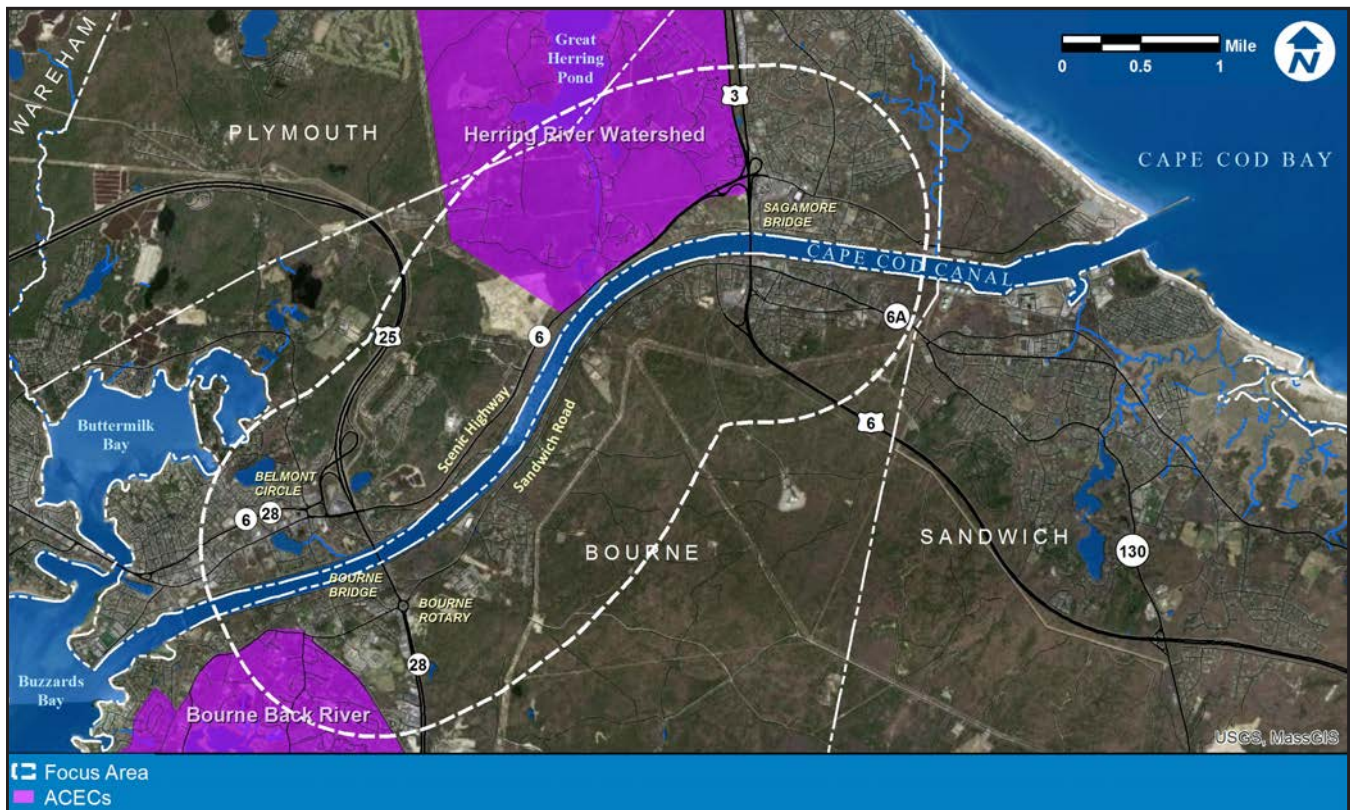 WAREHAM
PLYMOUTH
Great
Herring
Pond
Herring River Watershed
3
Mile
0 0.5 1
N
CAPE COD BAY
SAGAMORE
BRIDGE
CAPE COD CANAL
6A
25
6
Scenic Highway
Sandwich Road
6
Buttermilk
Bay
BELMONT
CIRCLE
6
28
BOURNE
SANDWICH
130
BOURNE
BRIDGE
BOURNE
ROTARY
28
Buzzards
Bay
Bourne Back River
USGS, MassGIS
Focus Area
ACECs